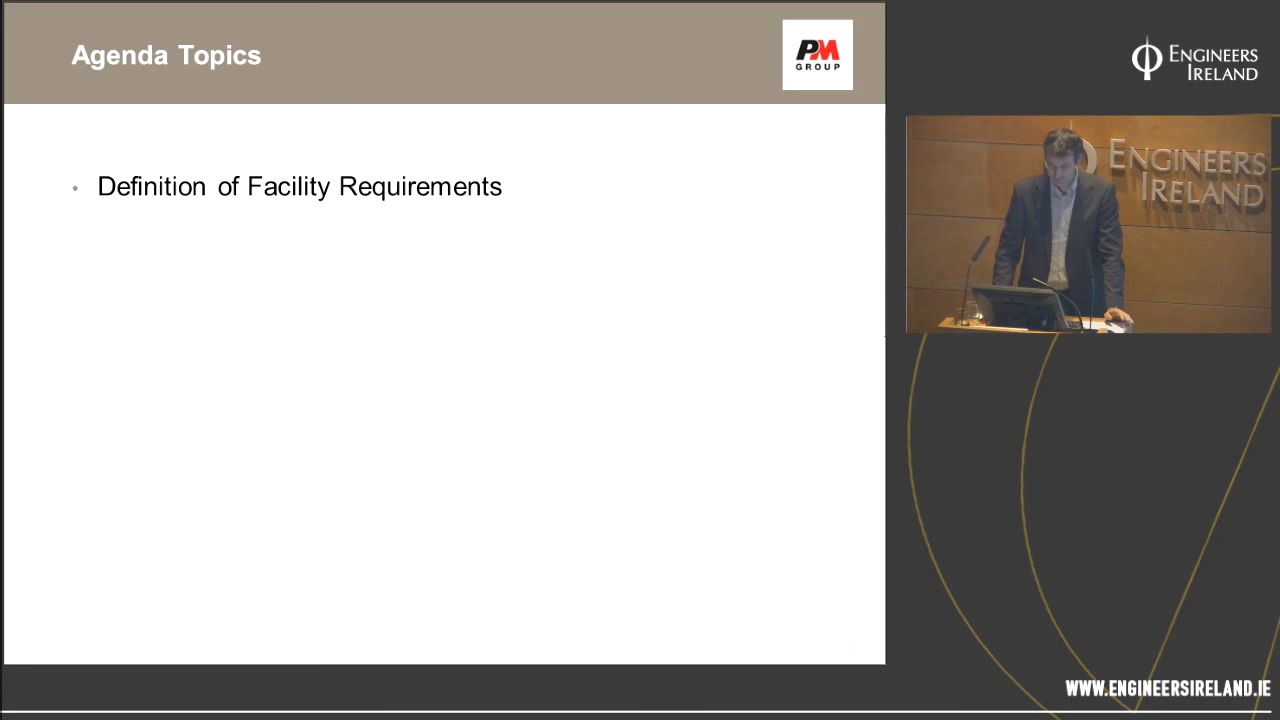 Agenda Topics
PM
GROUP
• Definition of Facility Requirements
ENGINEERS
IRELAND
ENGINEERS
IRELAND
WWW.ENGINEERSIRELAND.IE